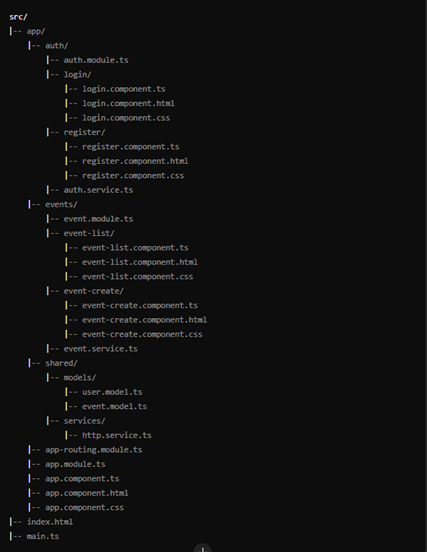 src/
|-- app/
    |-- auth/
        |-- auth.module.ts
        |-- login/
            |-- login.component.ts
            |-- login.component.html
            |-- login.component.css
        |-- register/
            |-- register.component.ts
            |-- register.component.html
            |-- register.component.css
        |-- auth.service.ts
    |-- events/
        |-- event.module.ts
        |-- event-list/
            |-- event-list.component.ts
            |-- event-list.component.html
            |-- event-list.component.css
        |-- event-create/
            |-- event-create.component.ts
            |-- event-create.component.html
            |-- event-create.component.css
        |-- event.service.ts
    |-- shared/
        |-- models/
            |-- user.model.ts
            |-- event.model.ts
        |-- services/
            |-- http.service.ts
    |-- app-routing.module.ts
    |-- app.module.ts
    |-- app.component.ts
    |-- app.component.html
    |-- app.component.css
|-- index.html
|-- main.ts